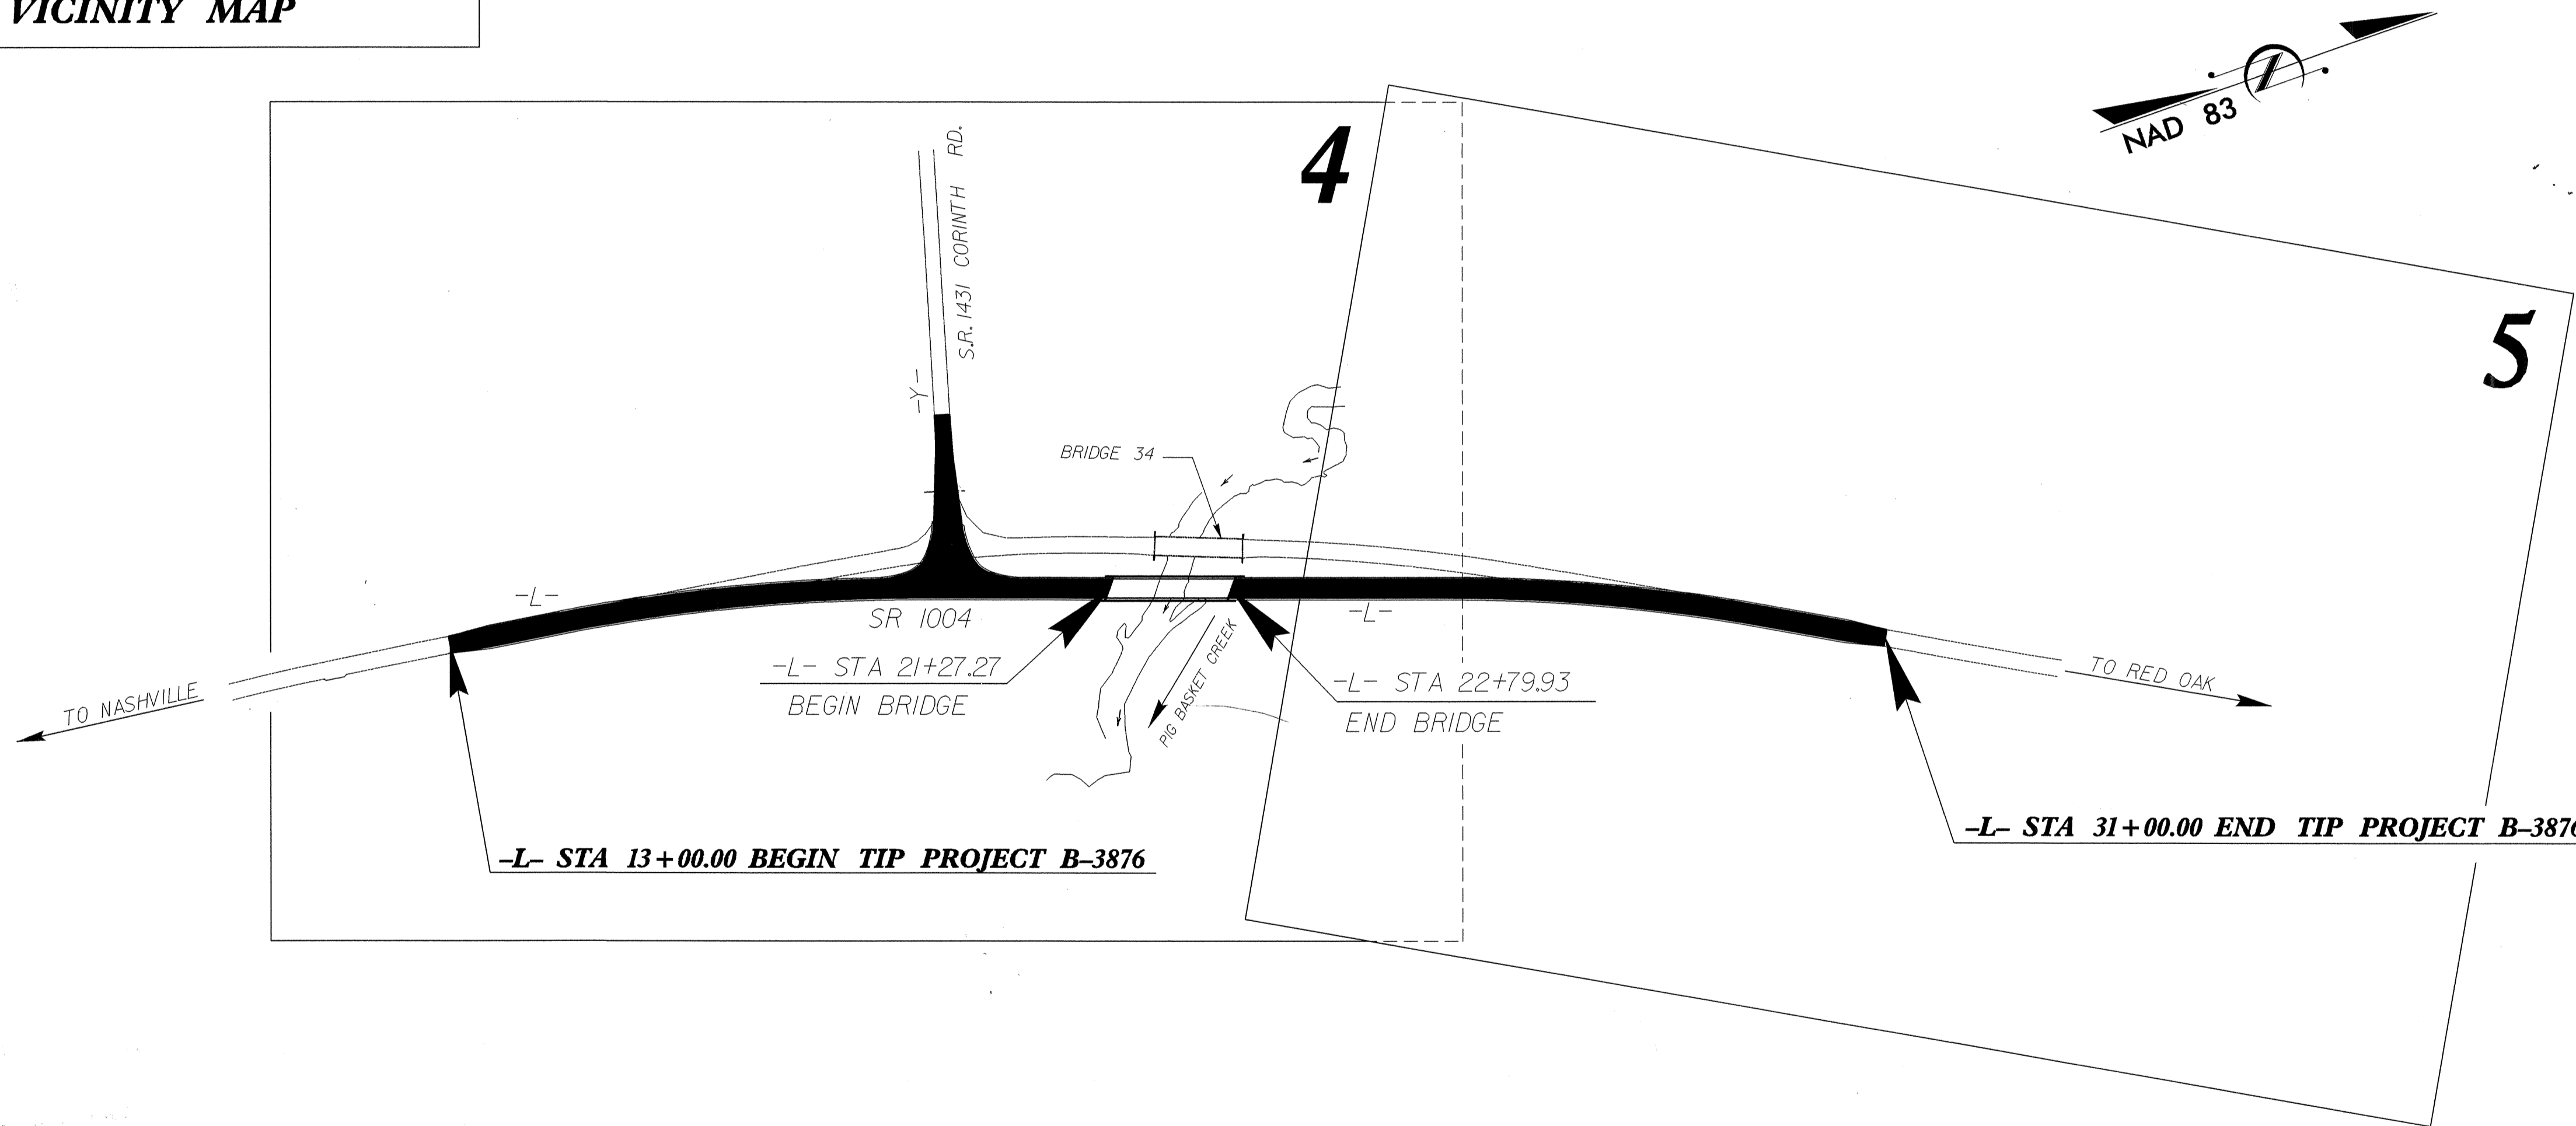 VICINITY MAP
NAD 83
4
5
S.R. 1431 CORINTH RD.
-Y-
BRIDGE 34
-L-
SR 1004
-L-
-L- STA 21+27.27
BEGIN BRIDGE
PIG BASKET CREEK
-L- STA 22+79.93
END BRIDGE
TO NASHVILLE
TO RED OAK
-L- STA 13+00.00 BEGIN TIP PROJECT B-3876
-L- STA 31+00.00 END TIP PROJECT B-3876